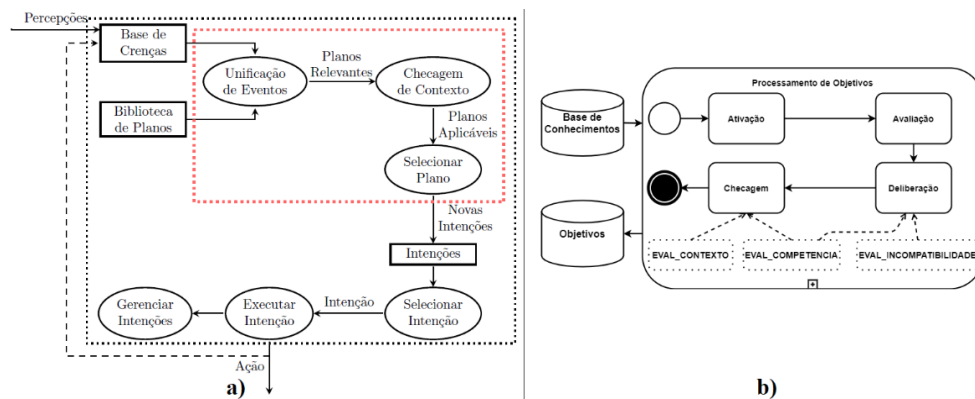 Percepções
Base de
Crenças
Unificação
de Eventos
Planos
Relevantes
Checagem
de Contexto
Biblioteca
de Planos
Planos
Aplicáveis
Selecionar
Plano
Novas
Intenções
Intenções
Gerenciar
Intenções
Executar
Intenção
Intenção
Selecionar
Intenção
Ação
a)
Processamento de Objetivos
Base de
Conhecimentos
Ativação
Avaliação
Checagem
Deliberação
Objetivos
EVAL_CONTEXTO
EVAL_COMPETENCIA
EVAL_INCOMPATIBILIDADE
b)